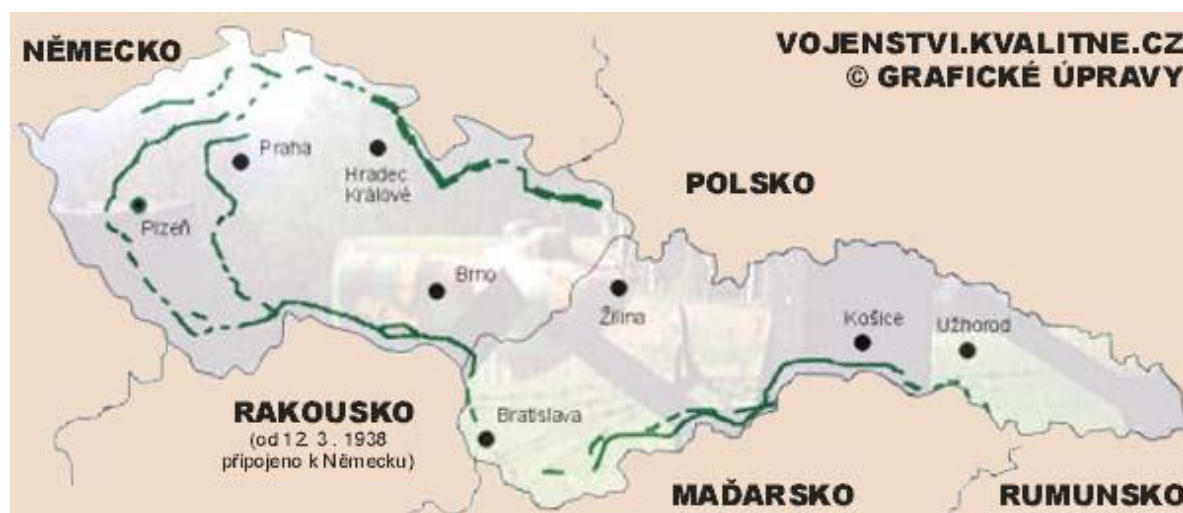 NĚMECKO
VOJENSTVI.KVALITNE.CZ
© GRAFICKÉ ÚPRAVY
Praha
Hradec
Králové
POLSKO
Plzeň
Brno
Žilina
Košice
Užhorod
RAKOUSKO
(od 12. 3. 1938
připojeno k Německu)
Bratislava
MAĎARSKO
RUMUNSKO